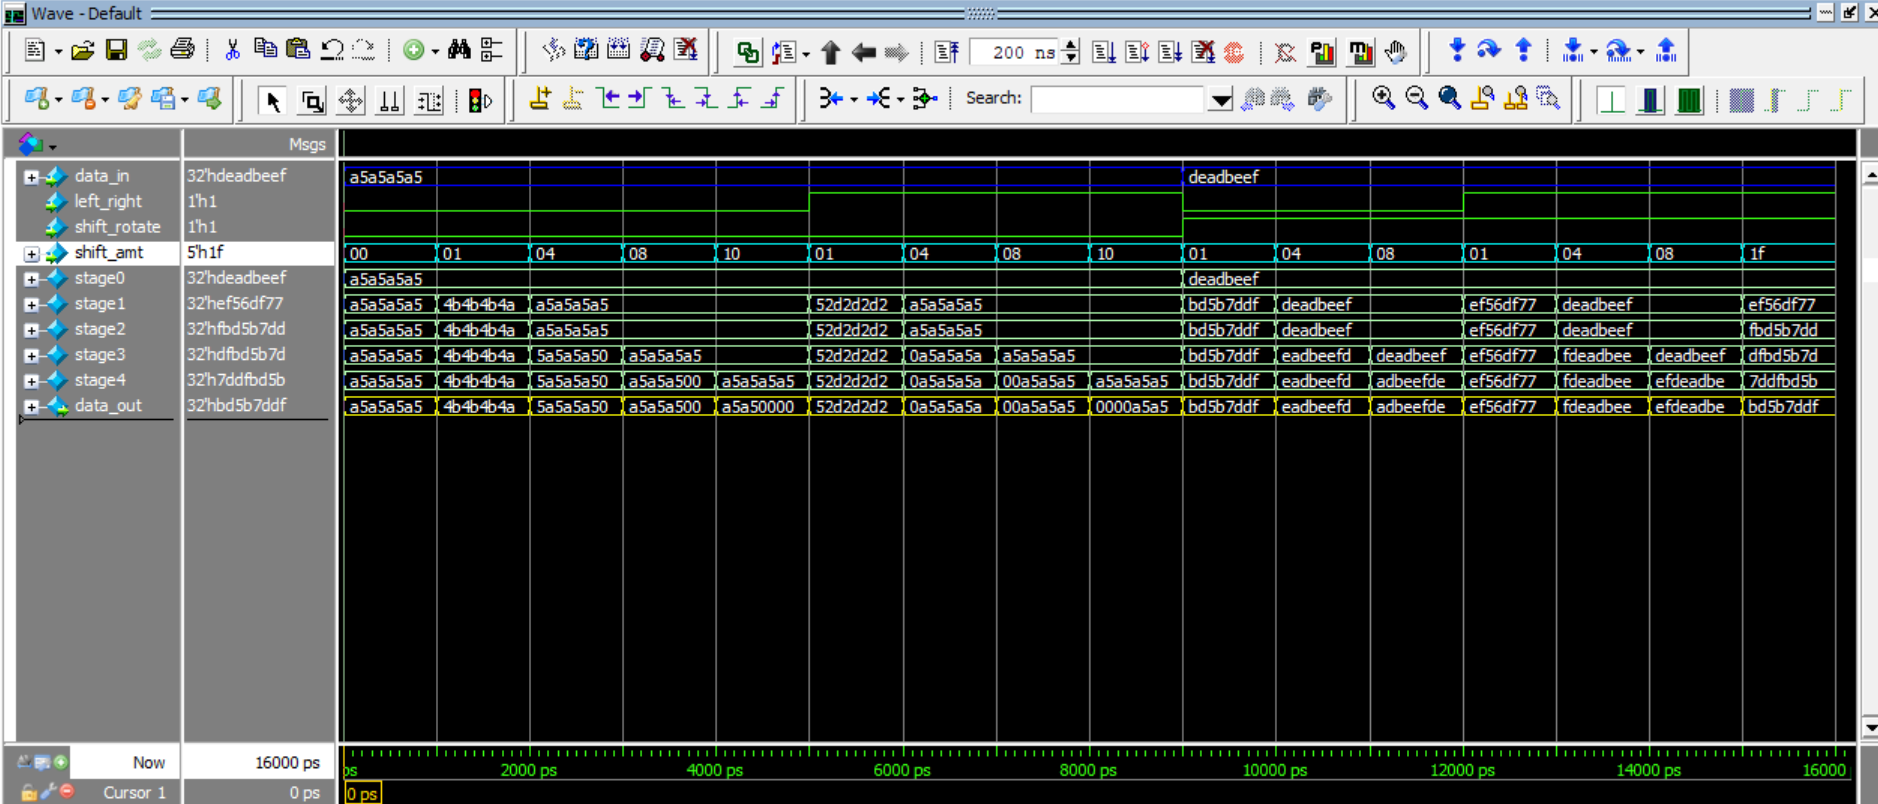 Wave - Default
200 ns
Search:
Msgs
data_in 32'hdeadbeef a5a5a5a5 deadbeef
left_right 1'h1
shift_rotate 1'h1
shift_amt 5'h1f 00 01 04 08 10 01 04 08 10 01 04 08 01 04 08 1f
stage0 32'hdeadbeef a5a5a5a5 deadbeef
stage1 32'hef56df77 a5a5a5a5 4b4b4b4a a5a5a5a5 52d2d2d2 a5a5a5a5 bd5b7ddf deadbeef ef56df77 deadbeef ef56df77
stage2 32'hfbd5b7dd a5a5a5a5 4b4b4b4a a5a5a5a5 52d2d2d2 a5a5a5a5 bd5b7ddf deadbeef ef56df77 deadbeef fbd5b7dd
stage3 32'hdfbd5b7d a5a5a5a5 4b4b4b4a 5a5a5a50 a5a5a5a5 52d2d2d2 0a5a5a5a a5a5a5a5 bd5b7ddf eadbeefd deadbeef ef56df77 fdeadbee deadbeef dfbd5b7d
stage4 32'h7ddfbd5b a5a5a5a5 4b4b4b4a 5a5a5a50 a5a5a500 a5a5a5a5 52d2d2d2 0a5a5a5a 00a5a5a5 a5a5a5a5 bd5b7ddf eadbeefd adbeefde ef56df77 fdeadbee efdeadbe 7ddfbd5b
data_out 32'hbd5b7ddf a5a5a5a5 4b4b4b4a 5a5a5a50 a5a5a500 a5a50000 52d2d2d2 0a5a5a5a 00a5a5a5 0000a5a5 bd5b7ddf eadbeefd adbeefde ef56df77 fdeadbee efdeadbe bd5b7ddf
Now 16000 ps ps 2000 ps 4000 ps 6000 ps 8000 ps 10000 ps 12000 ps 14000 ps 16000
Cursor 1 0 ps 0 ps